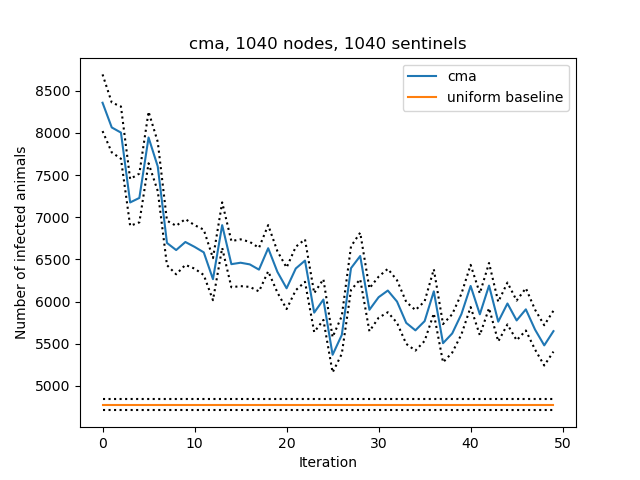 cma, 1040 nodes, 1040 sentinels
cma
uniform baseline
Number of infected animals
8500
8000
7500
7000
6500
6000
5500
5000
0 10 20 30 40 50
Iteration